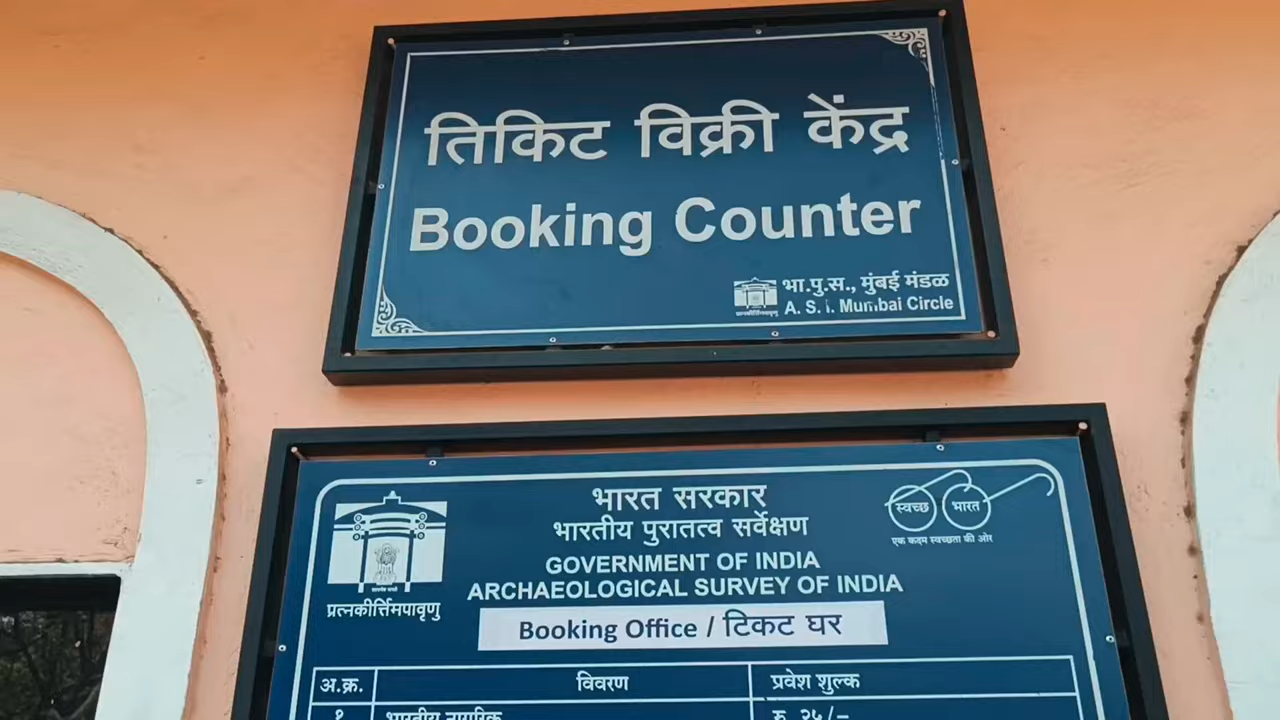 तिकिट विक्री केंद्र
Booking Counter
भा.पु.स., मुंबई मंडळ
A. S. I. Mumbai Circle
प्रत्नकीर्त्तिमपावृणु
भारत सरकार
भारतीय पुरातत्व सर्वेक्षण
GOVERNMENT OF INDIA
ARCHAEOLOGICAL SURVEY OF INDIA
प्रत्नकीर्त्तिमपावृणु
स्वच्छ भारत
एक कदम स्वच्छता की ओर
Booking Office / टिकट घर
अ.क्र. विवरण प्रवेश शुल्क
१ भारतीय नागरिक रु. २५/–